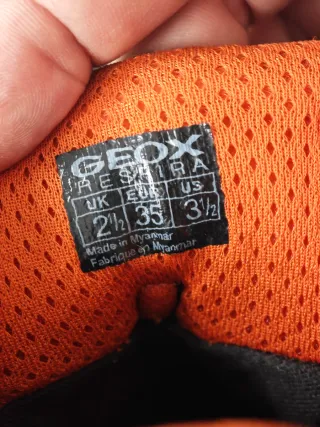 GEOX
RESPIRA
UK EUR US
2½ 35 3½
Made in Myanmar
Fabriqué en Myanmar